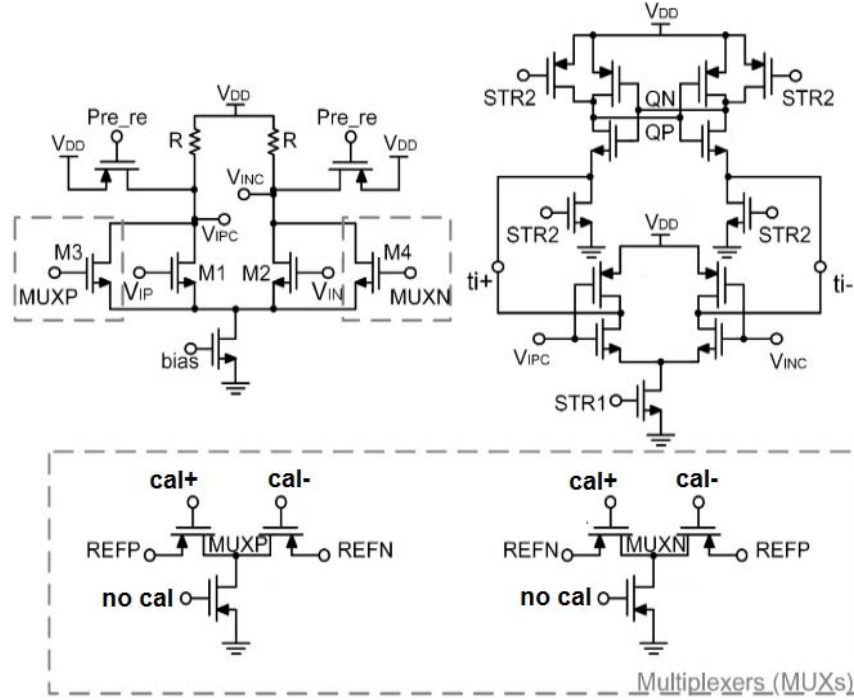 VDD
STR2
QN
STR2
QP
VDD
Pre_re
R
R
Pre_re
VDD
VDD
VINC
VIPC
STR2
VDD
STR2
M3
M1
M2
M4
MUXP
VIP
VIN
MUXN
ti+
ti-
bias
VIPC
VINC
STR1
cal+
cal-
cal+
cal-
REFP
MUXP
REFN
REFN
MUXN
REFP
no cal
no cal
Multiplexers (MUXs)